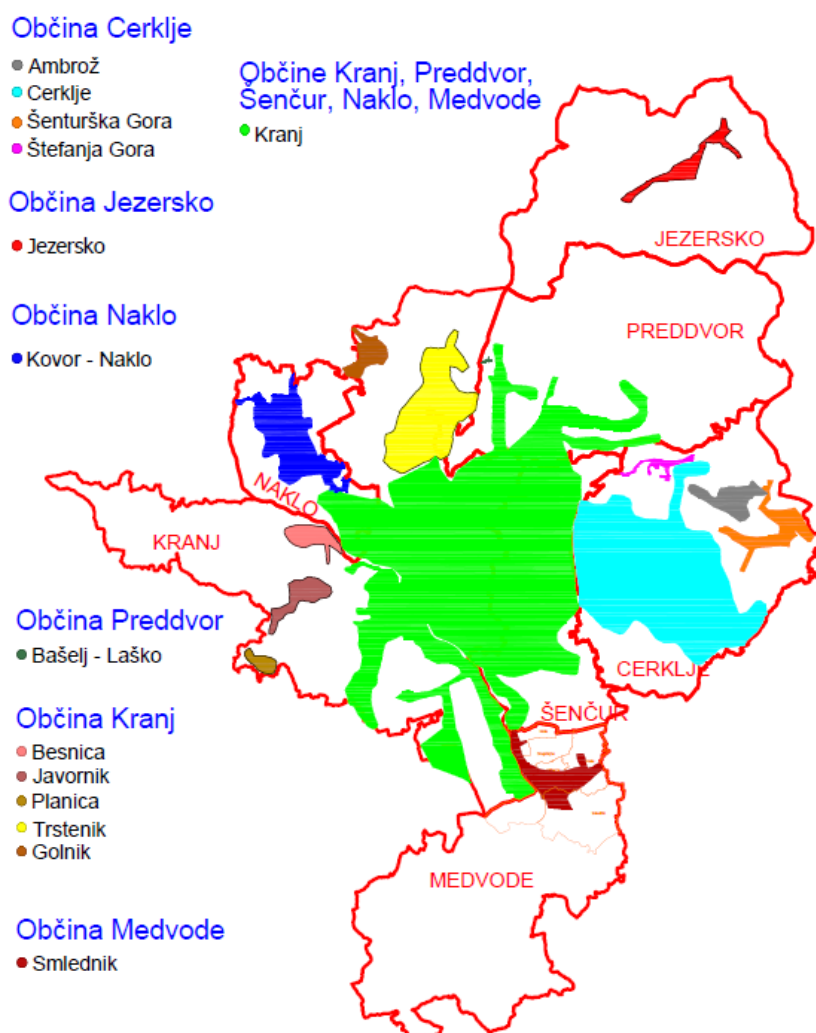 Občina Cerklje
Ambrož
Cerklje
Šenturška Gora
Štefanja Gora
Občine Kranj, Preddvor,
Šenčur, Naklo, Medvode
Kranj
Občina Jezersko
Jezersko
Občina Naklo
Kovor - Naklo
JEZERSKO
PREDDVOR
NAKLO
KRANJ
Občina Preddvor
Bašelj - Laško
CERKLJE
ŠENČUR
Občina Kranj
Besnica
Javornik
Planica
Trstenik
Golnik
MEDVODE
Občina Medvode
Smlednik